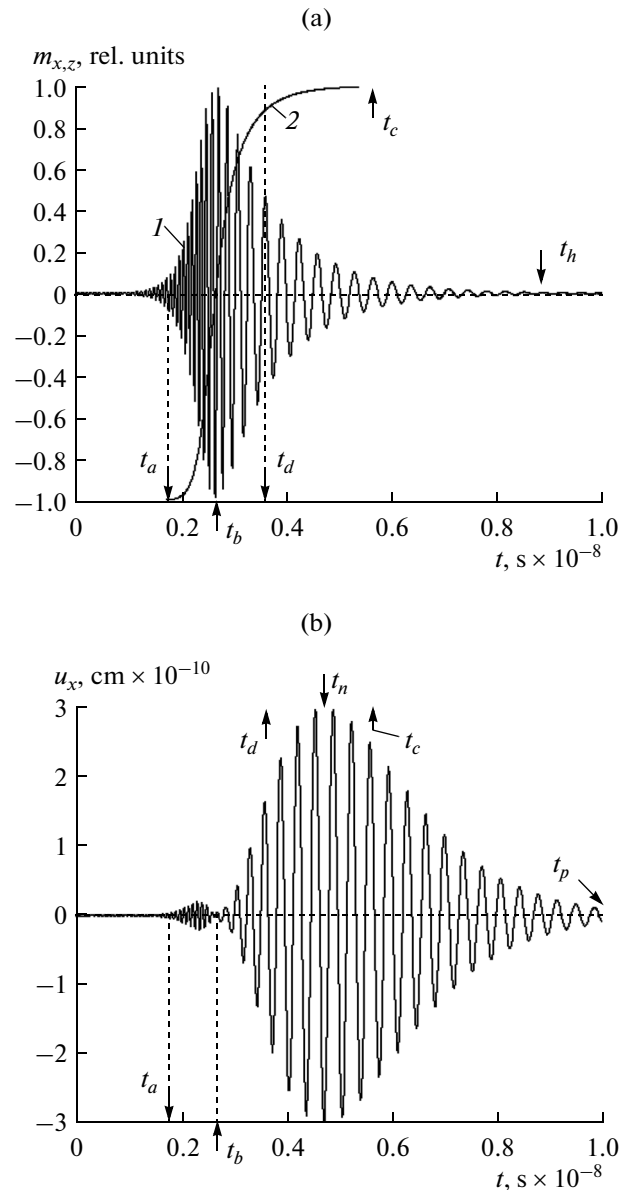 (a)
m_{x,z}, rel. units
1.0
0.8
0.6
0.4
0.2
0
−0.2
−0.4
−0.6
−0.8
−1.0
1
2
t_c
t_h
t_a
t_d
t_b
0 0.2 0.4 0.6 0.8 1.0
t, s × 10^{−8}
(b)
u_x, cm × 10^{−10}
3
2
1
0
−1
−2
−3
t_n
t_d
t_c
t_p
t_a
t_b
0 0.2 0.4 0.6 0.8 1.0
t, s × 10^{−8}